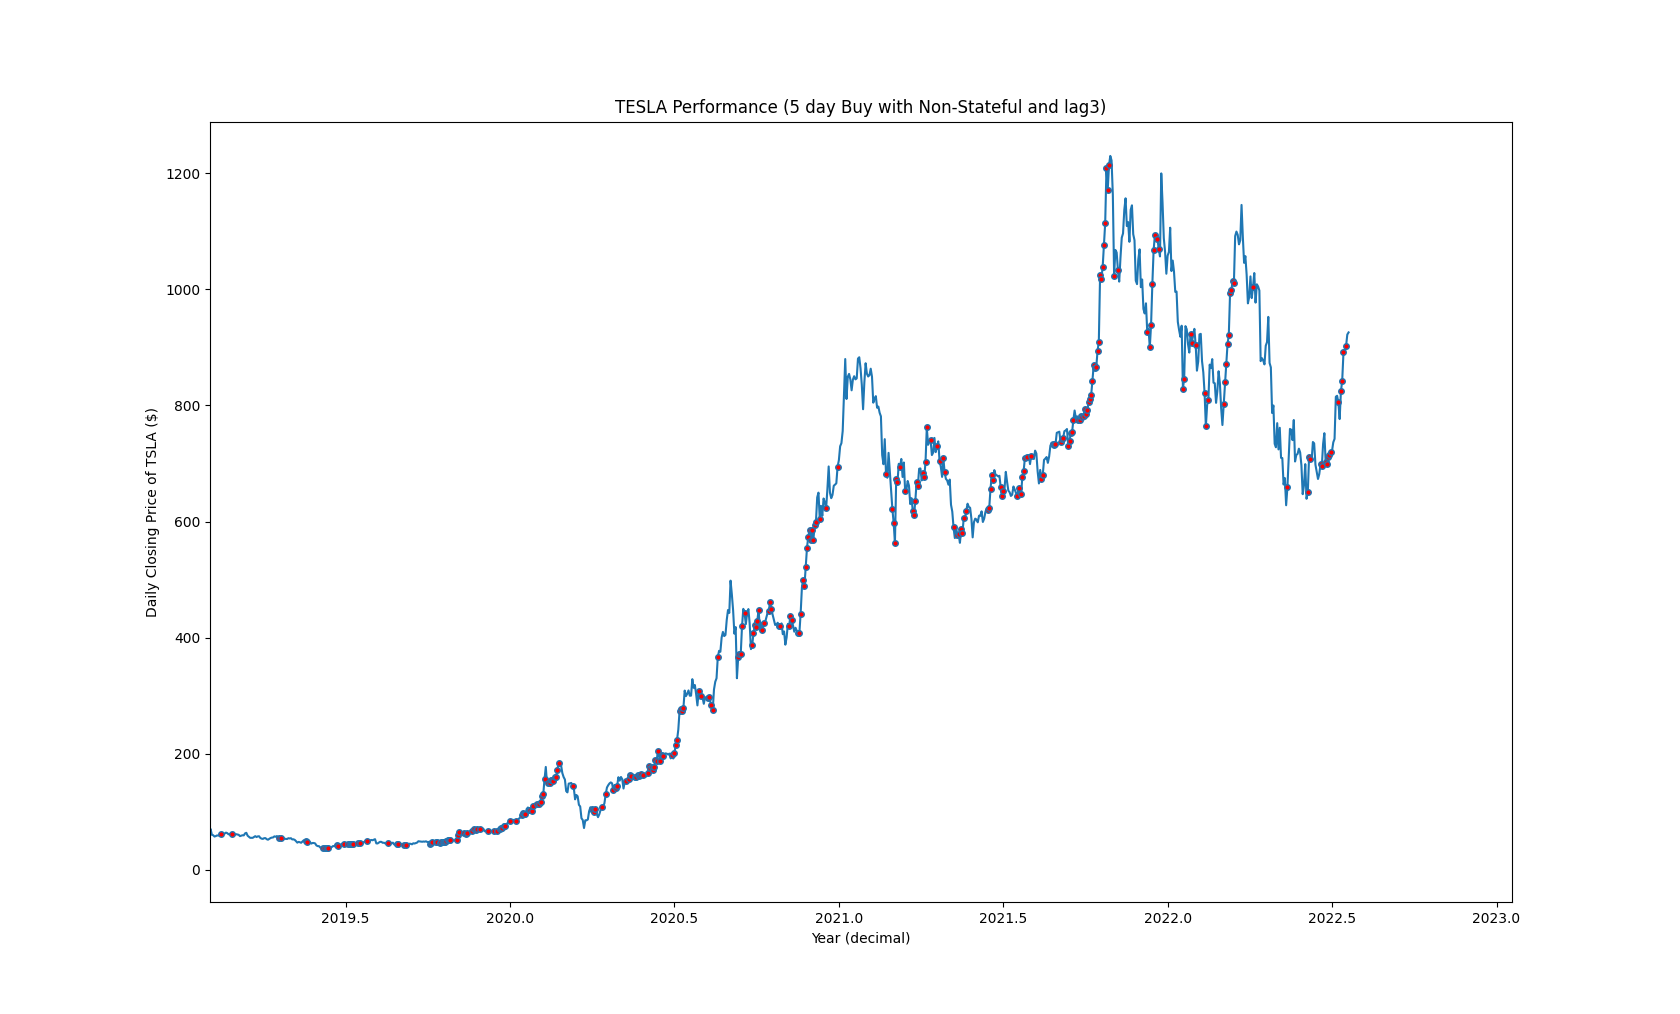 TESLA Performance (5 day Buy with Non-Stateful and lag3)
1200
1000
800
600
400
200
0
Daily Closing Price of TSLA ($)
2019.5 2020.0 2020.5 2021.0 2021.5 2022.0 2022.5 2023.0
Year (decimal)